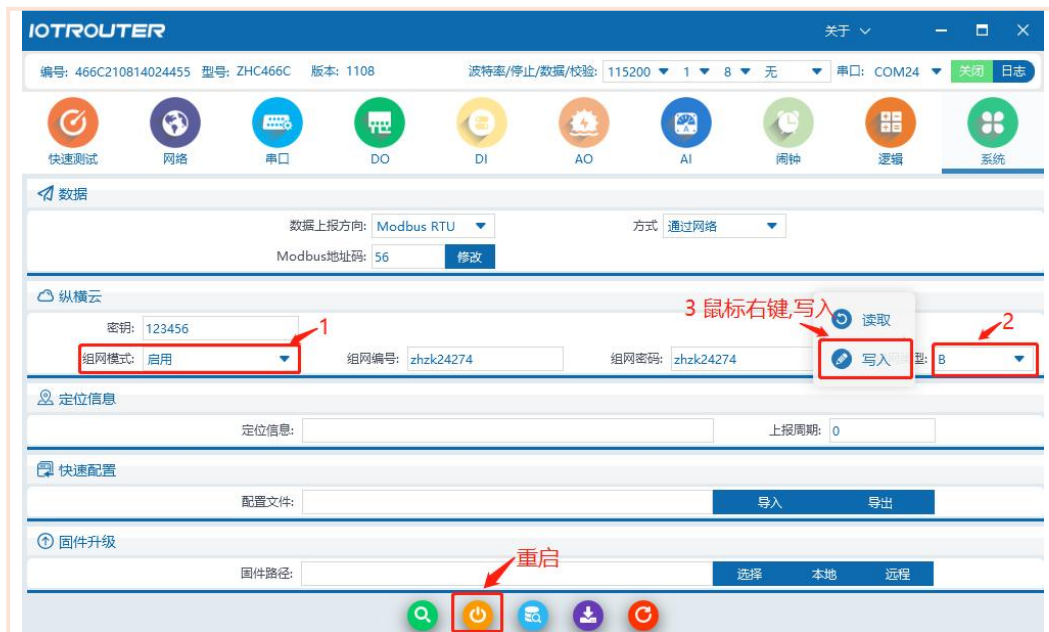 IOTROUTER 关于
编号: 466C210814024455 型号: ZHC466C 版本: 1108 波特率/停止/数据/校验: 115200 1 8 无 串口: COM24 关闭 日志
快速测试 网络 串口 DO DI AO AI 闹钟 逻辑 系统
数据
数据上报方向: Modbus RTU 方式 通过网络
Modbus地址码: 56 修改
纵横云
3 鼠标右键,写入 读取
密钥: 123456 1 2
组网模式: 启用 组网编号: zhzk24274 组网密码: zhzk24274 写入 型: B
定位信息
定位信息: 上报周期: 0
快速配置
配置文件: 导入 导出
固件升级
重启
固件路径: 选择 本地 远程